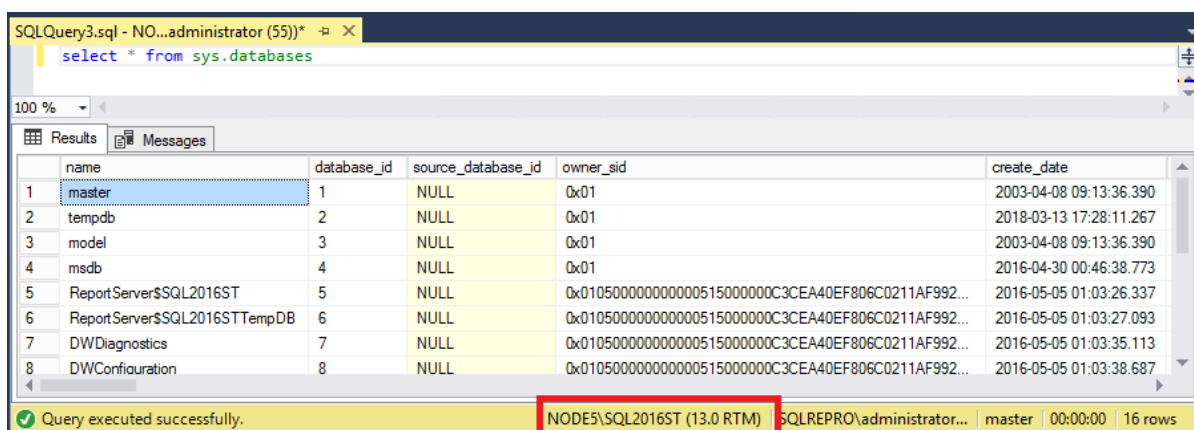 SQLQuery3.sql - NO...administrator (55))*
select * from sys.databases
100 %
Results Messages
name database_id source_database_id owner_sid create_date
1 master 1 NULL 0x01 2003-04-08 09:13:36.390
2 tempdb 2 NULL 0x01 2018-03-13 17:28:11.267
3 model 3 NULL 0x01 2003-04-08 09:13:36.390
4 msdb 4 NULL 0x01 2016-04-30 00:46:38.773
5 ReportServer$SQL2016ST 5 NULL 0x010500000000000515000000C3CEA40EF806C0211AF992... 2016-05-05 01:03:26.337
6 ReportServer$SQL2016STTempDB 6 NULL 0x010500000000000515000000C3CEA40EF806C0211AF992... 2016-05-05 01:03:27.093
7 DWDiagnostics 7 NULL 0x010500000000000515000000C3CEA40EF806C0211AF992... 2016-05-05 01:03:35.113
8 DWConfiguration 8 NULL 0x010500000000000515000000C3CEA40EF806C0211AF992... 2016-05-05 01:03:38.687
Query executed successfully. NODE5\SQL2016ST (13.0 RTM) SQLREPRO\administrator... master 00:00:00 16 rows